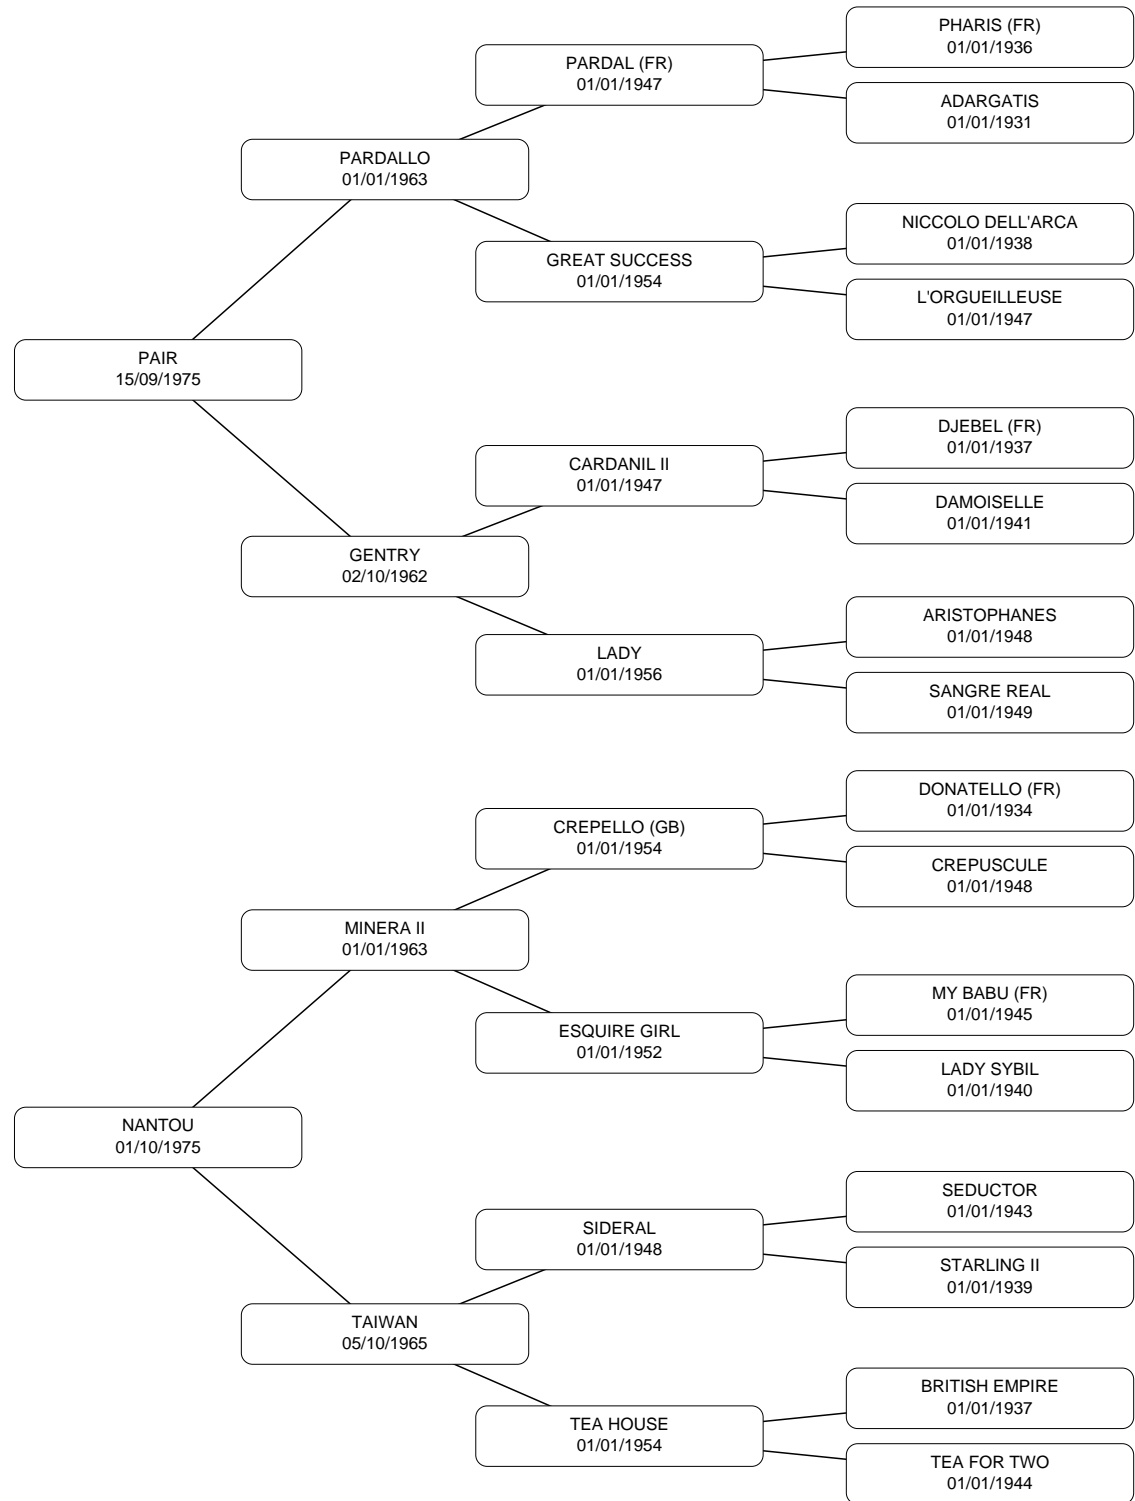 PHARIS (FR)
01/01/1936
PARDAL (FR)
01/01/1947
ADARGATIS
01/01/1931
PARDALLO
01/01/1963
NICCOLO DELL'ARCA
01/01/1938
GREAT SUCCESS
01/01/1954
L'ORGUEILLEUSE
01/01/1947
PAIR
15/09/1975
DJEBEL (FR)
01/01/1937
CARDANIL II
01/01/1947
DAMOISELLE
01/01/1941
GENTRY
02/10/1962
ARISTOPHANES
01/01/1948
LADY
01/01/1956
SANGRE REAL
01/01/1949
DONATELLO (FR)
01/01/1934
CREPELLO (GB)
01/01/1954
CREPUSCULE
01/01/1948
MINERA II
01/01/1963
MY BABU (FR)
01/01/1945
ESQUIRE GIRL
01/01/1952
LADY SYBIL
01/01/1940
NANTOU
01/10/1975
SEDUCTOR
01/01/1943
SIDERAL
01/01/1948
STARLING II
01/01/1939
TAIWAN
05/10/1965
BRITISH EMPIRE
01/01/1937
TEA HOUSE
01/01/1954
TEA FOR TWO
01/01/1944